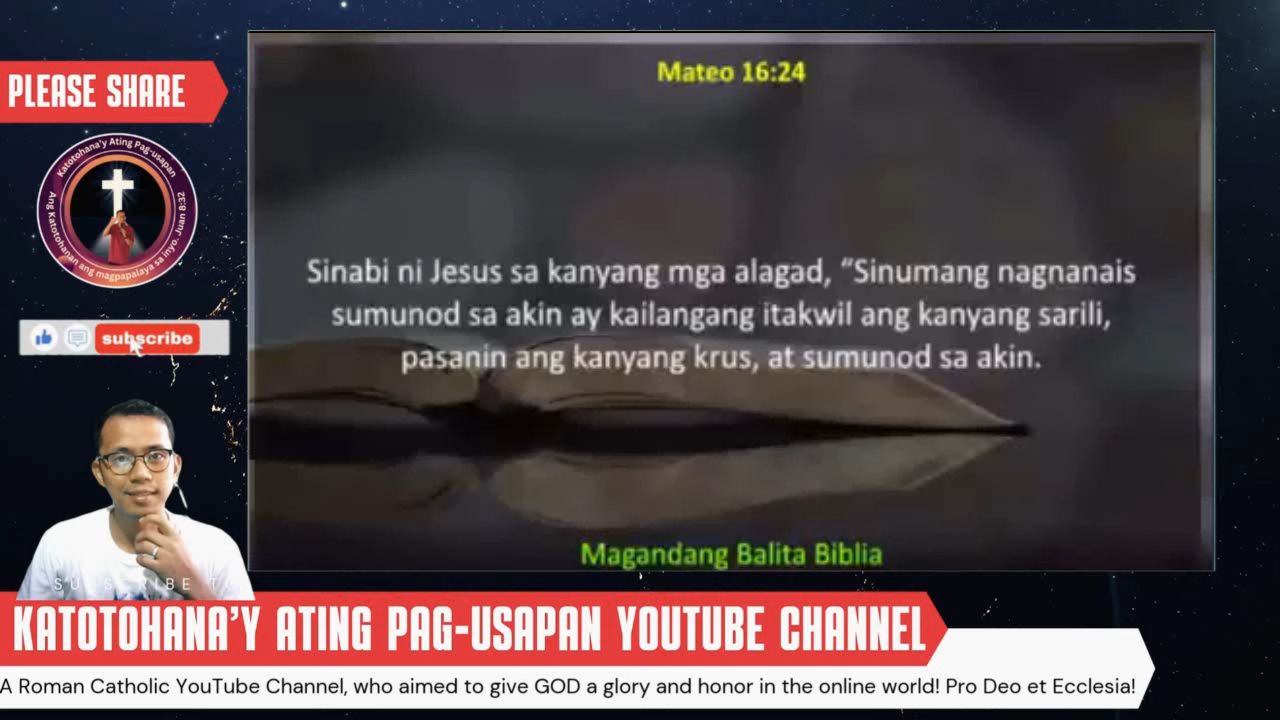 PLEASE SHARE
Katotohana'y Ating Pag-usapan
Ang Katotohanan ang magpapalaya sa inyo. Juan 8:32
subscribe
Mateo 16:24
Sinabi ni Jesus sa kanyang mga alagad, “Sinumang nagnanais
sumunod sa akin ay kailangang itakwil ang kanyang sarili,
pasanin ang kanyang krus, at sumunod sa akin.
Magandang Balita Biblia
SUBSCRIBE
KATOTOHANA'Y ATING PAG-USAPAN YOUTUBE CHANNEL
A Roman Catholic YouTube Channel, who aimed to give GOD a glory and honor in the online world! Pro Deo et Ecclesia!